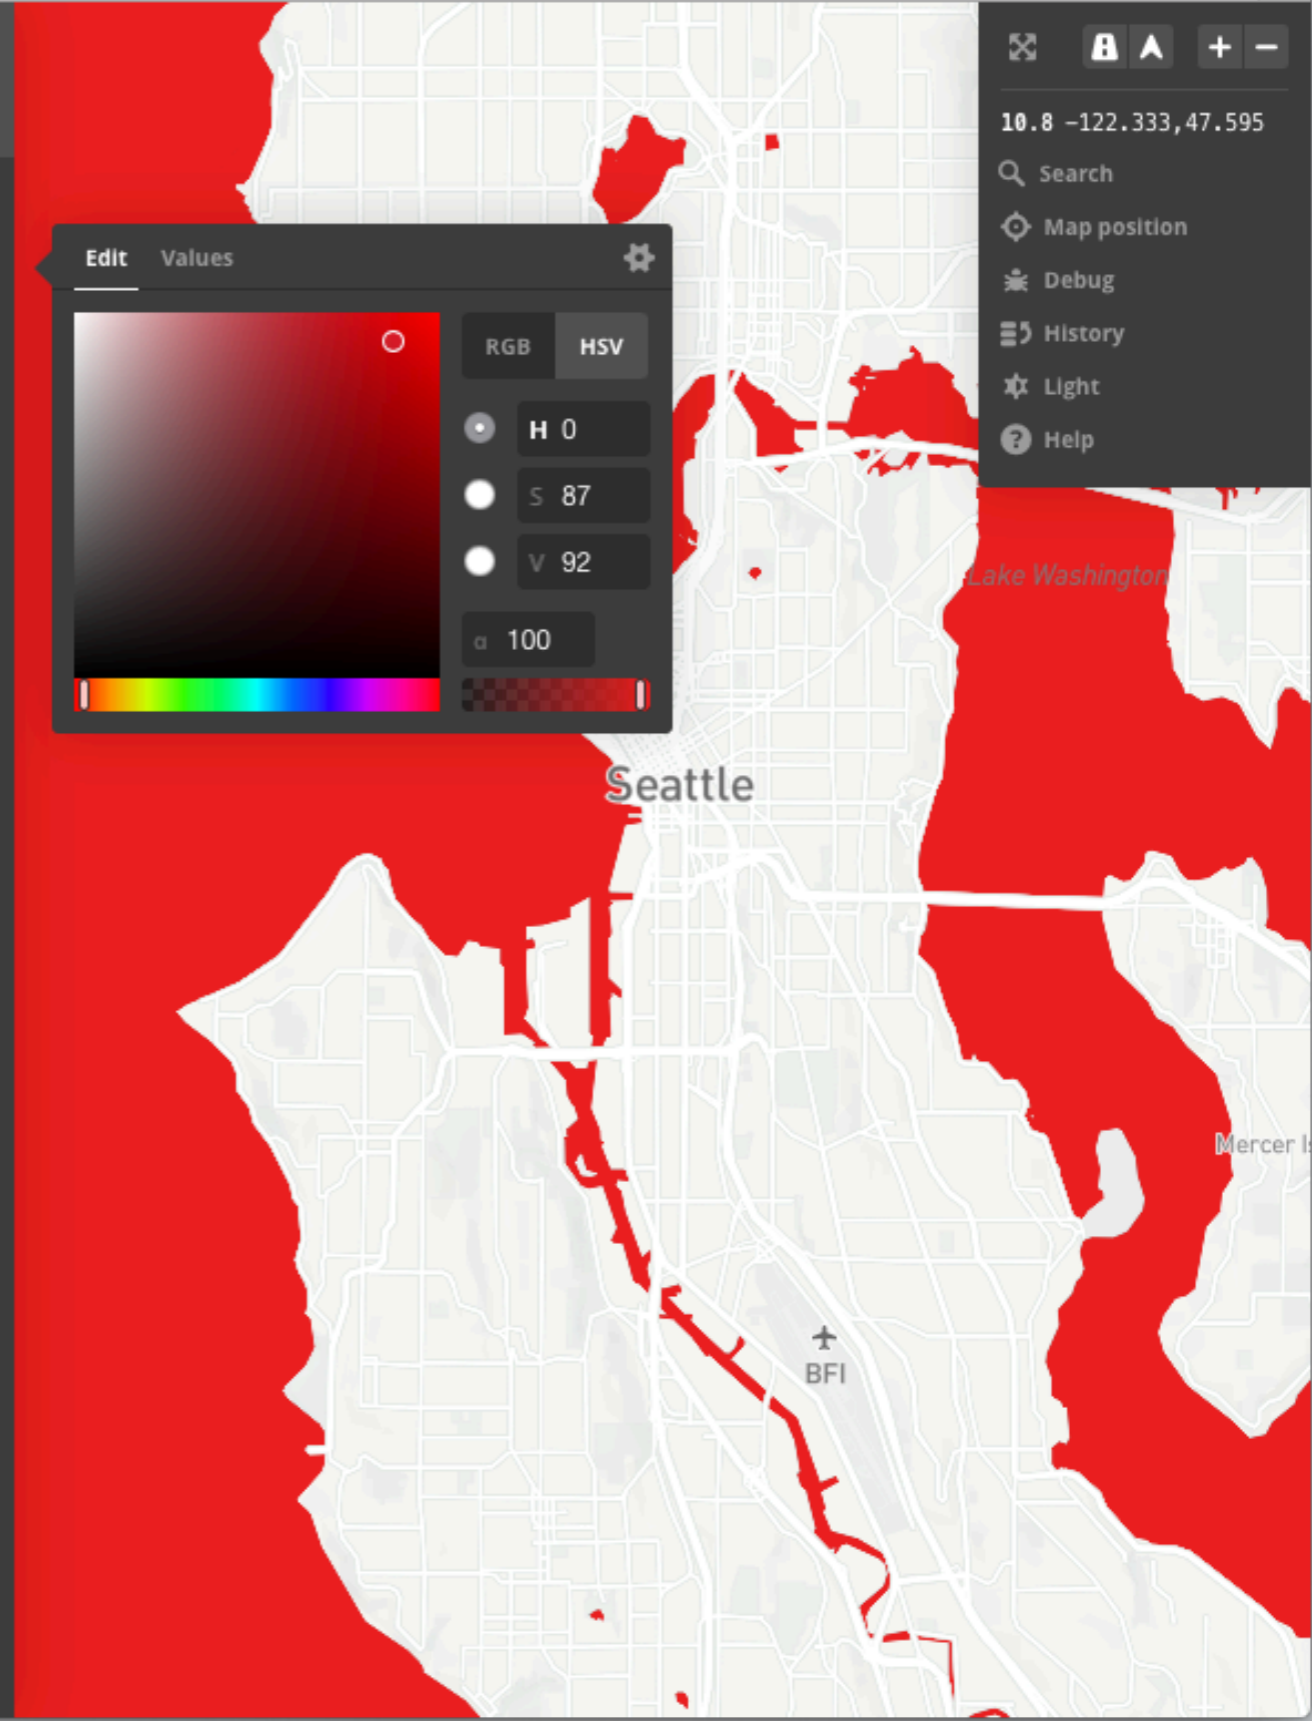 10.8 −122.333,47.595
Search
Map position
Debug
History
Light
Help
Edit Values
RGB HSV
H 0
S 87
V 92
α 100
Lake Washington
Seattle
Mercer
BFI